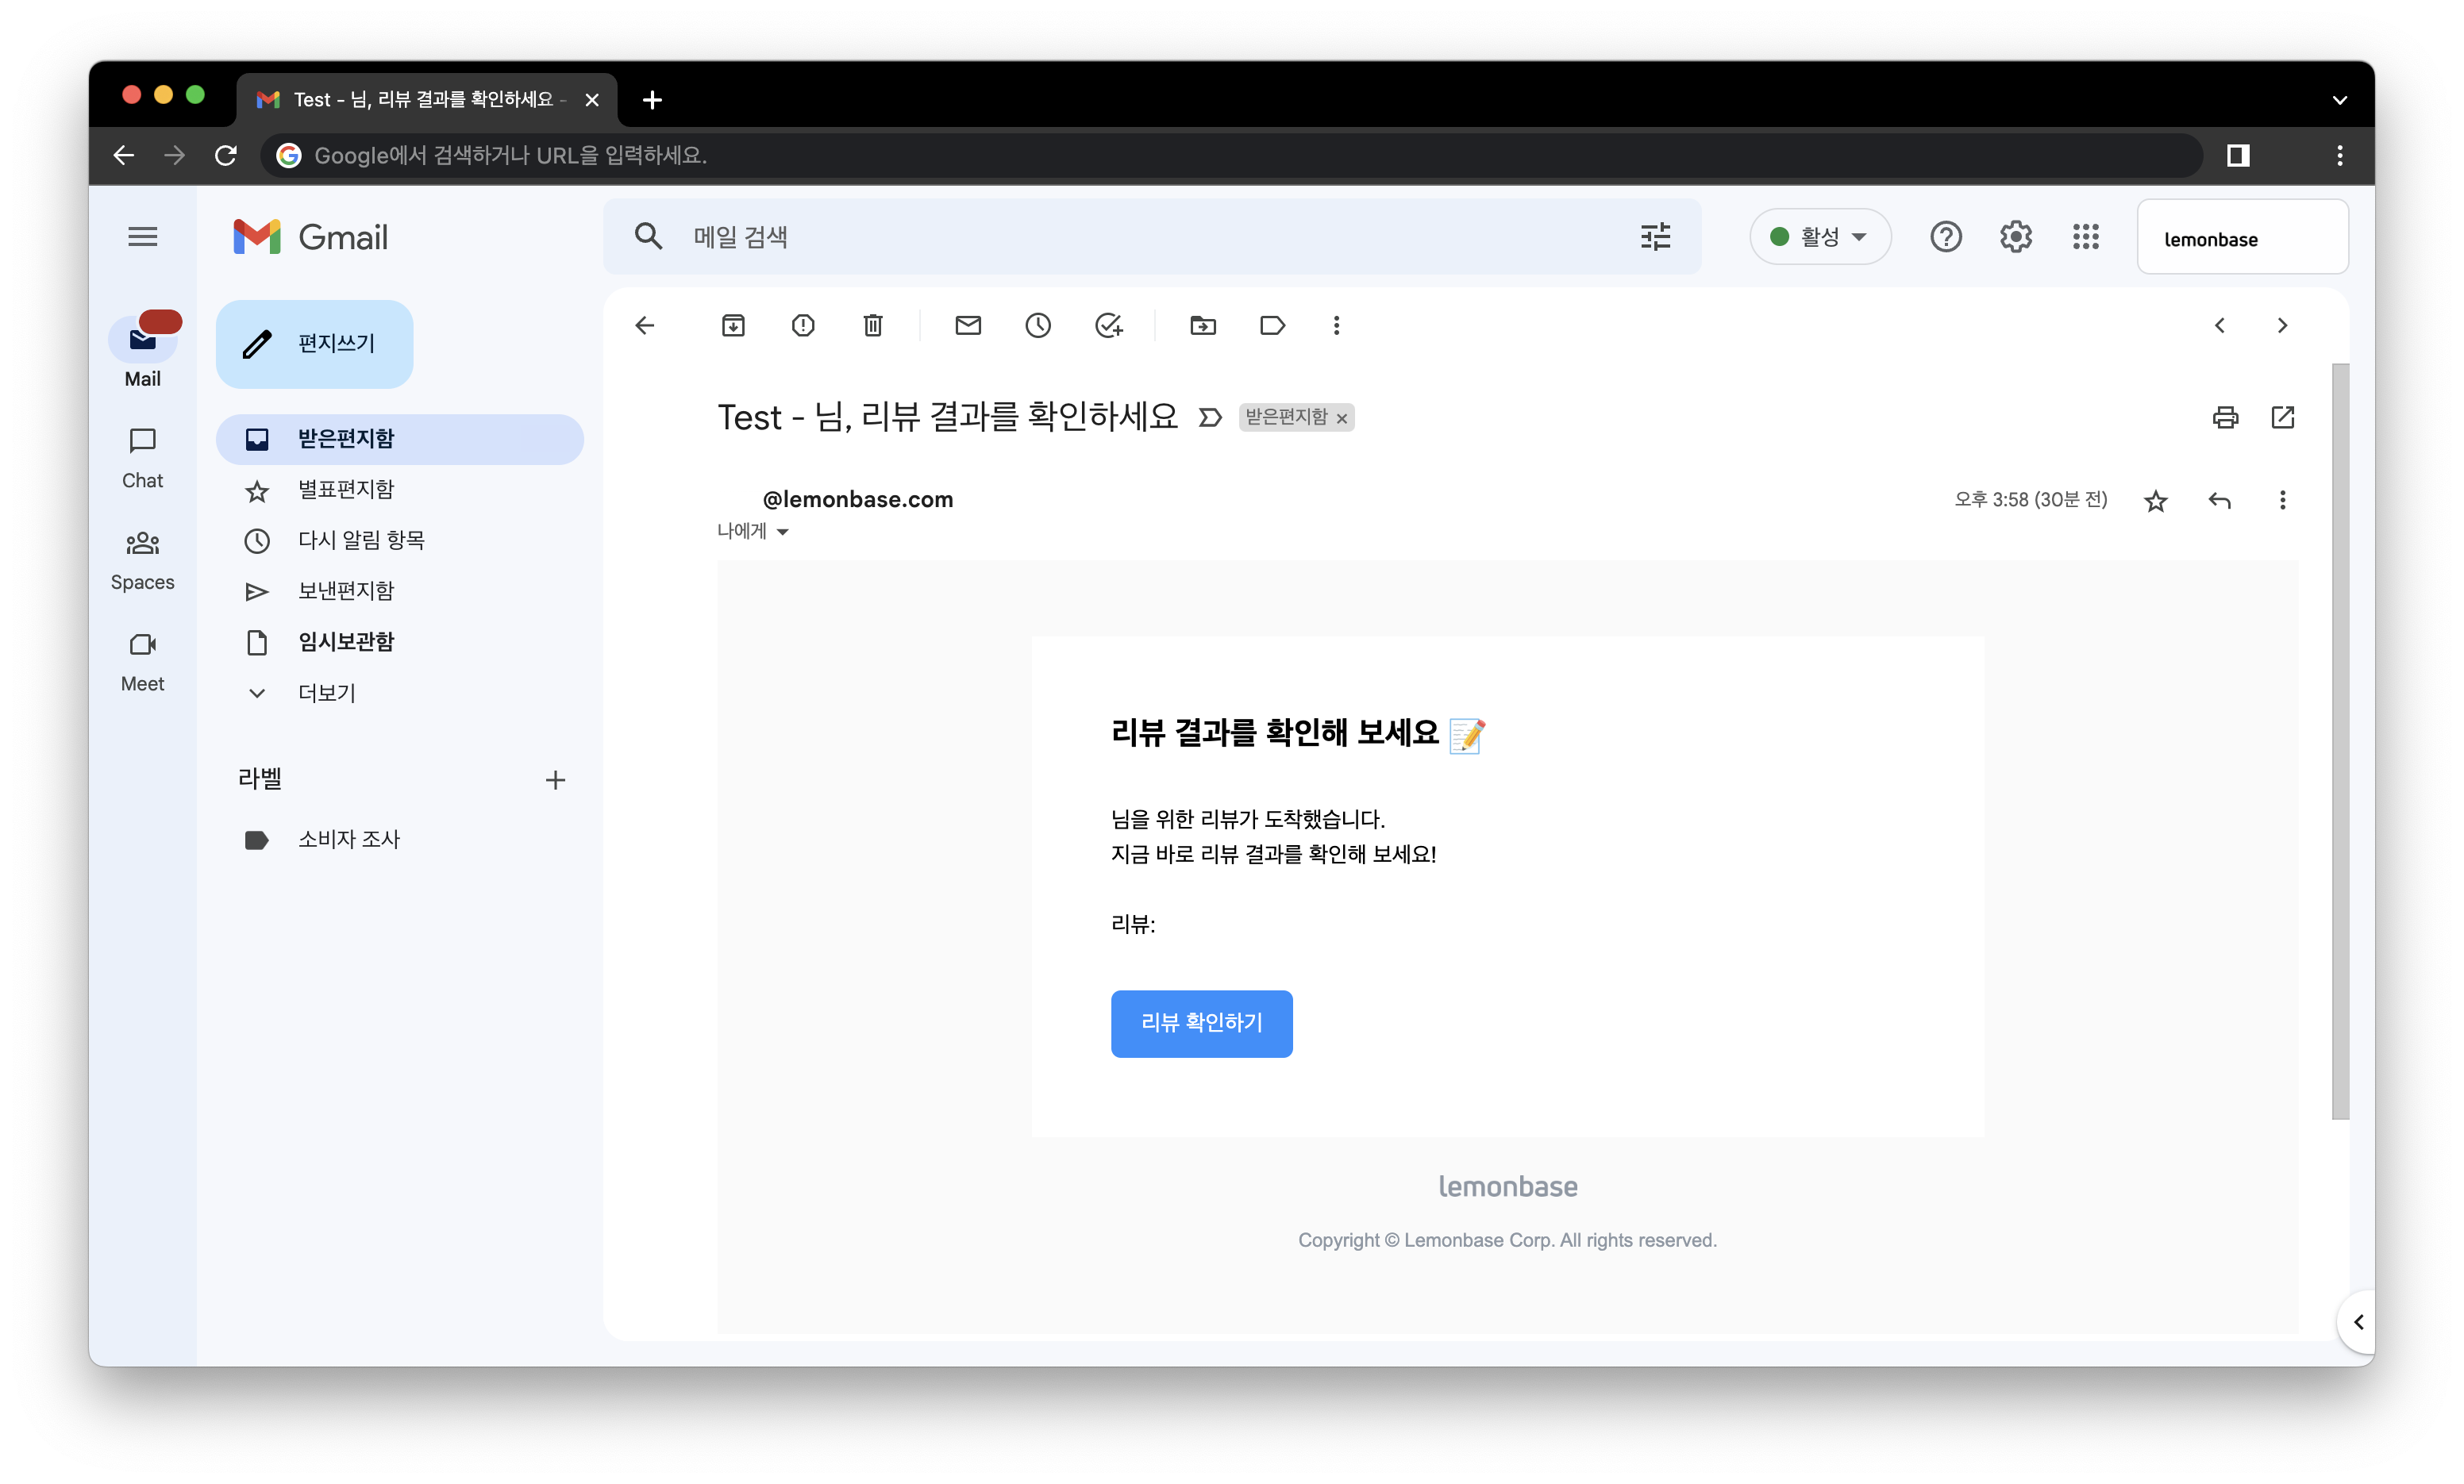 Test - 님, 리뷰 결과를 확인하세요 -
Google에서 검색하거나 URL을 입력하세요.
Gmail
메일 검색
활성
lemonbase
Mail
Chat
Spaces
Meet
편지쓰기
받은편지함
별표편지함
다시 알림 항목
보낸편지함
임시보관함
더보기
라벨
소비자 조사
Test - 님, 리뷰 결과를 확인하세요 받은편지함 ×
@lemonbase.com
오후 3:58 (30분 전)
나에게
리뷰 결과를 확인해 보세요 📝
님을 위한 리뷰가 도착했습니다.
지금 바로 리뷰 결과를 확인해 보세요!
리뷰:
리뷰 확인하기
lemonbase
Copyright © Lemonbase Corp. All rights reserved.